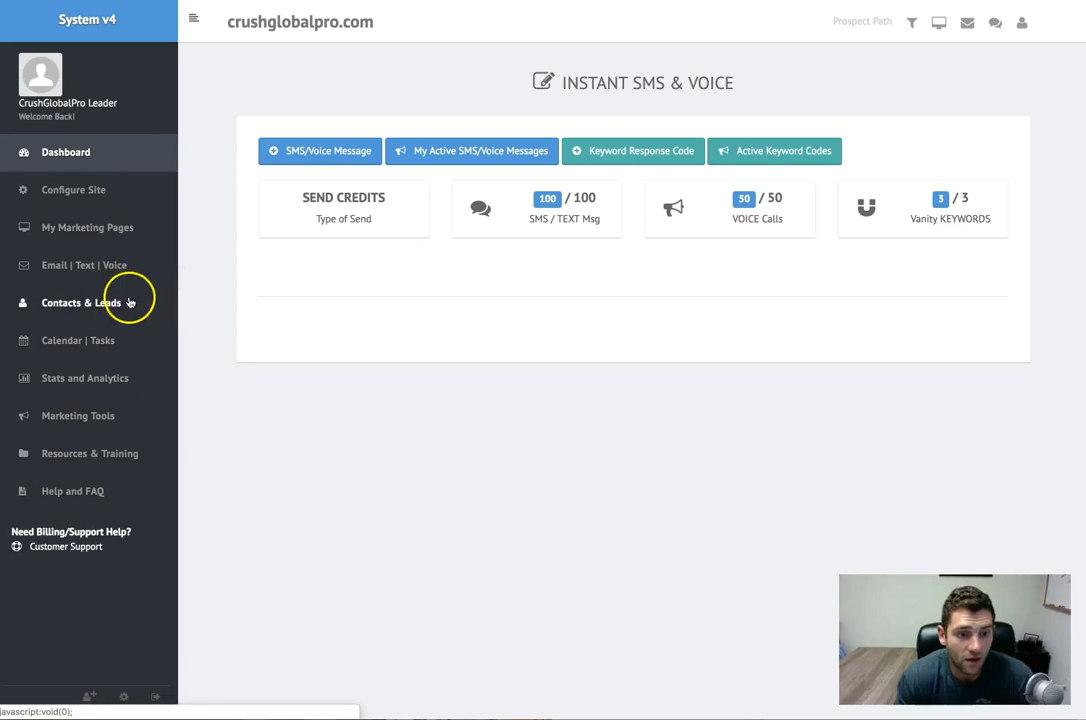 System v4
crushglobalpro.com
Prospect Path
CrushGlobalPro Leader
Welcome Back!
Dashboard
Configure Site
My Marketing Pages
Email | Text | Voice
Contacts & Leads
Calendar | Tasks
Stats and Analytics
Marketing Tools
Resources & Training
Help and FAQ
Need Billing/Support Help?
Customer Support
INSTANT SMS & VOICE
SMS/Voice Message
My Active SMS/Voice Messages
Keyword Response Code
Active Keyword Codes
SEND CREDITS
Type of Send
100 / 100
SMS / TEXT Msg
50 / 50
VOICE Calls
3 / 3
Vanity KEYWORDS
javascript:void(0);